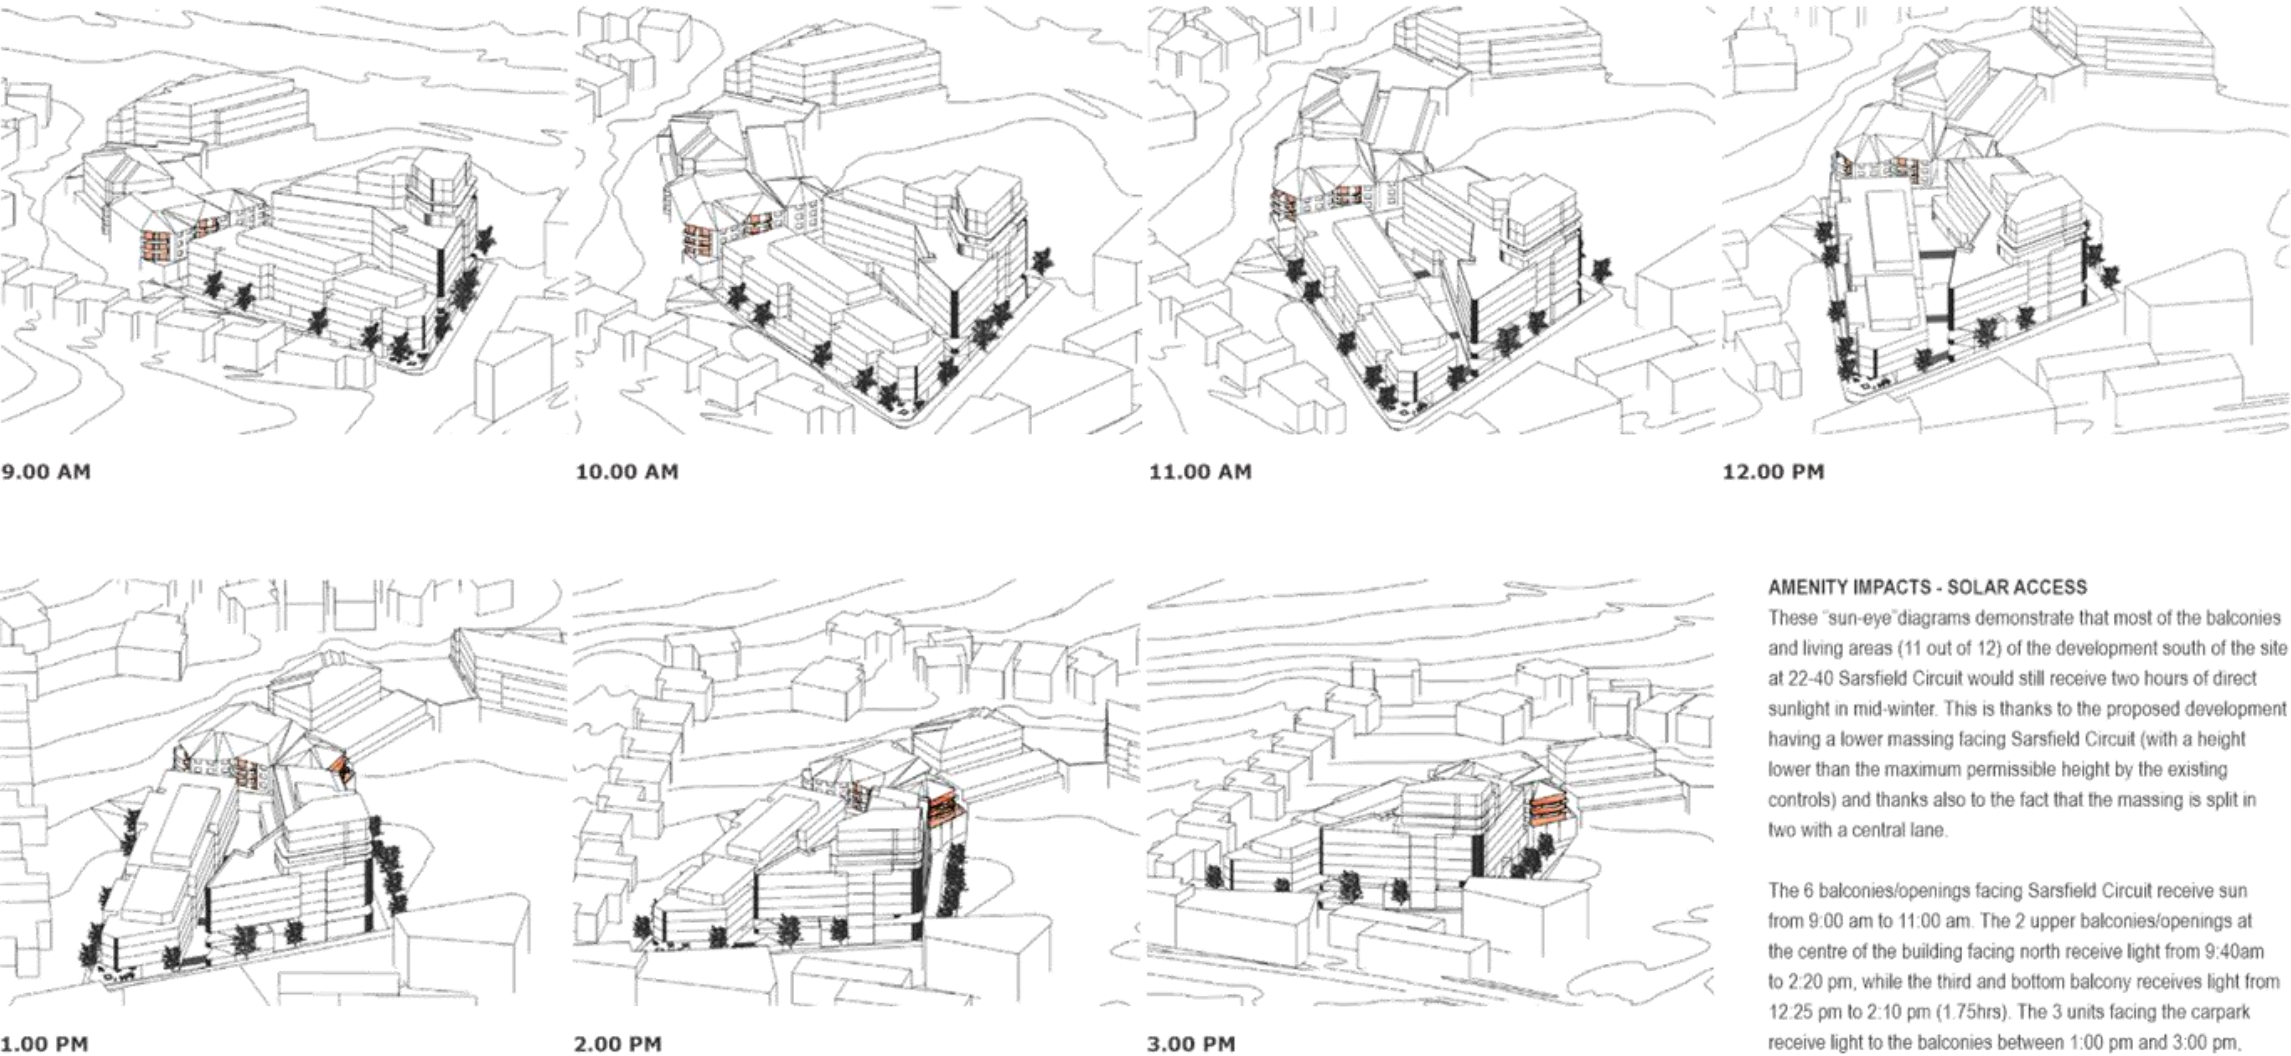 9.00 AM
10.00 AM
11.00 AM
12.00 PM
1.00 PM
2.00 PM
3.00 PM
AMENITY IMPACTS - SOLAR ACCESS
These "sun-eye"diagrams demonstrate that most of the balconies
and living areas (11 out of 12) of the development south of the site
at 22-40 Sarsfield Circuit would still receive two hours of direct
sunlight in mid-winter. This is thanks to the proposed development
having a lower massing facing Sarsfield Circuit (with a height
lower than the maximum permissible height by the existing
controls) and thanks also to the fact that the massing is split in
two with a central lane.
The 6 balconies/openings facing Sarsfield Circuit receive sun
from 9:00 am to 11:00 am. The 2 upper balconies/openings at
the centre of the building facing north receive light from 9:40am
to 2:20 pm, while the third and bottom balcony receives light from
12:25 pm to 2:10 pm (1.75hrs). The 3 units facing the carpark
receive light to the balconies between 1:00 pm and 3:00 pm,